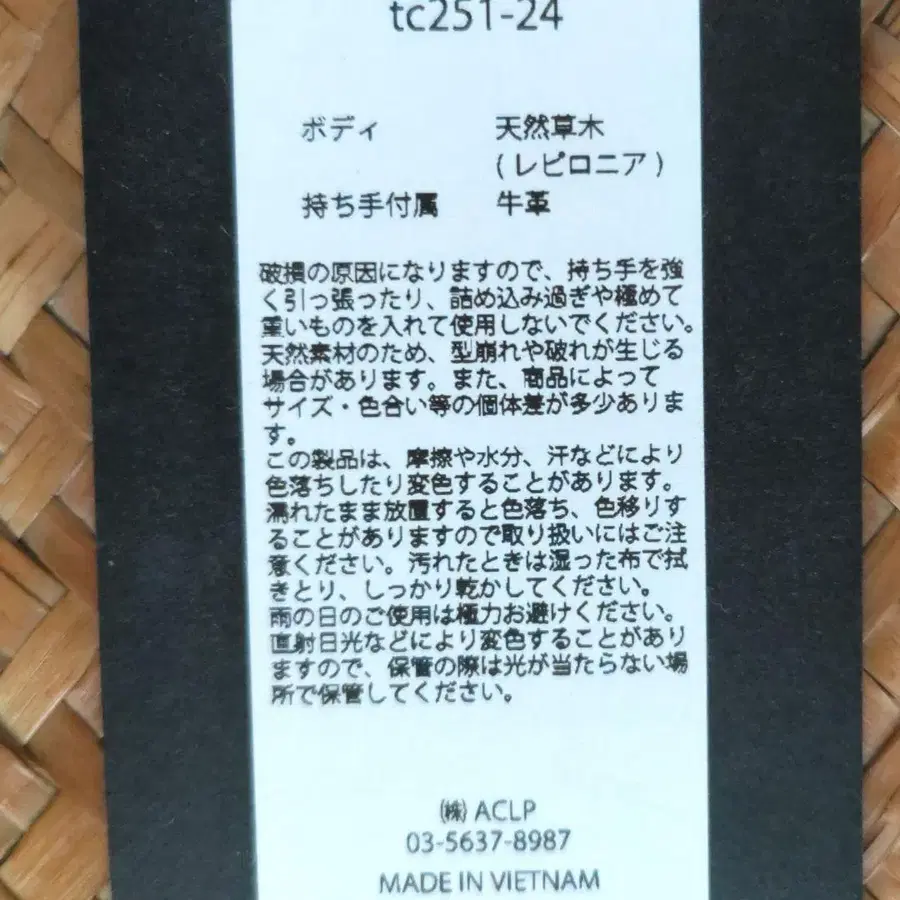 tc251-24
ボディ 天然草木
(レピロニア)
持ち手付属 牛革
破損の原因になりますので、持ち手を強
く引っ張ったり、詰め込み過ぎや極めて
重いものを入れて使用しないでください。
天然素材のため、型崩れや破れが生じる
場合があります。また、商品によって
サイズ・色合い等の個体差が多少ありま
す。
この製品は、摩擦や水分、汗などにより
色落ちしたり変色することがあります。
濡れたまま放置すると色落ち、色移りす
ることがありますので取り扱いにはご注
意ください。汚れたときは湿った布で拭
きとり、しっかり乾かしてください。
雨の日のご使用は極力お避けください。
直射日光などにより変色することがあり
ますので、保管の際は光が当たらない場
所で保管してください。
㈱ ACLP
03-5637-8987
MADE IN VIETNAM